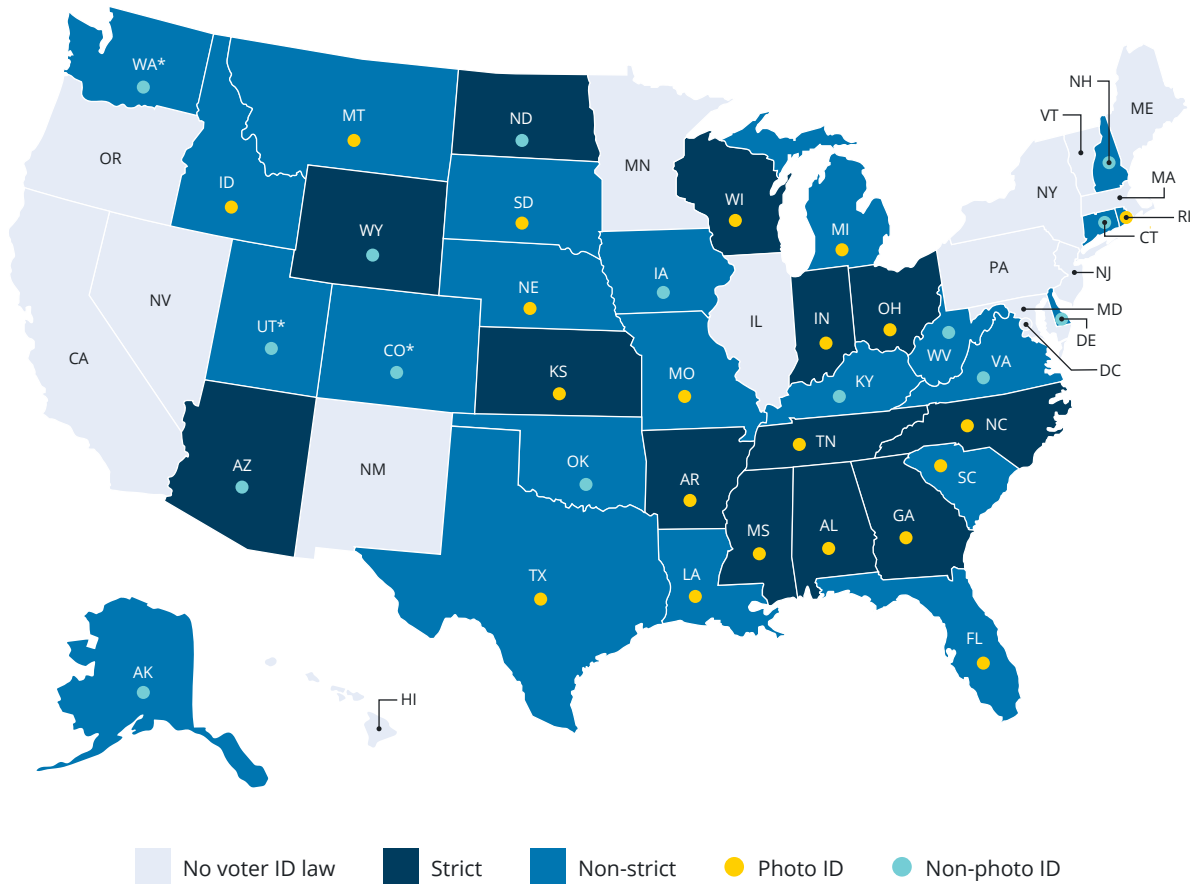 WA*
MT
ND
MN
OR
ID
SD
WI
MI
WY
NE
IA
NV
UT*
CO*
CA
KS
MO
IL
IN
OH
KY
WV
VA
PA
NY
NH
VT
ME
MA
RI
CT
NJ
MD
DE
DC
AZ
NM
OK
AR
TN
NC
SC
MS
AL
GA
TX
LA
FL
AK
HI
No voter ID law
Strict
Non-strict
Photo ID
Non-photo ID